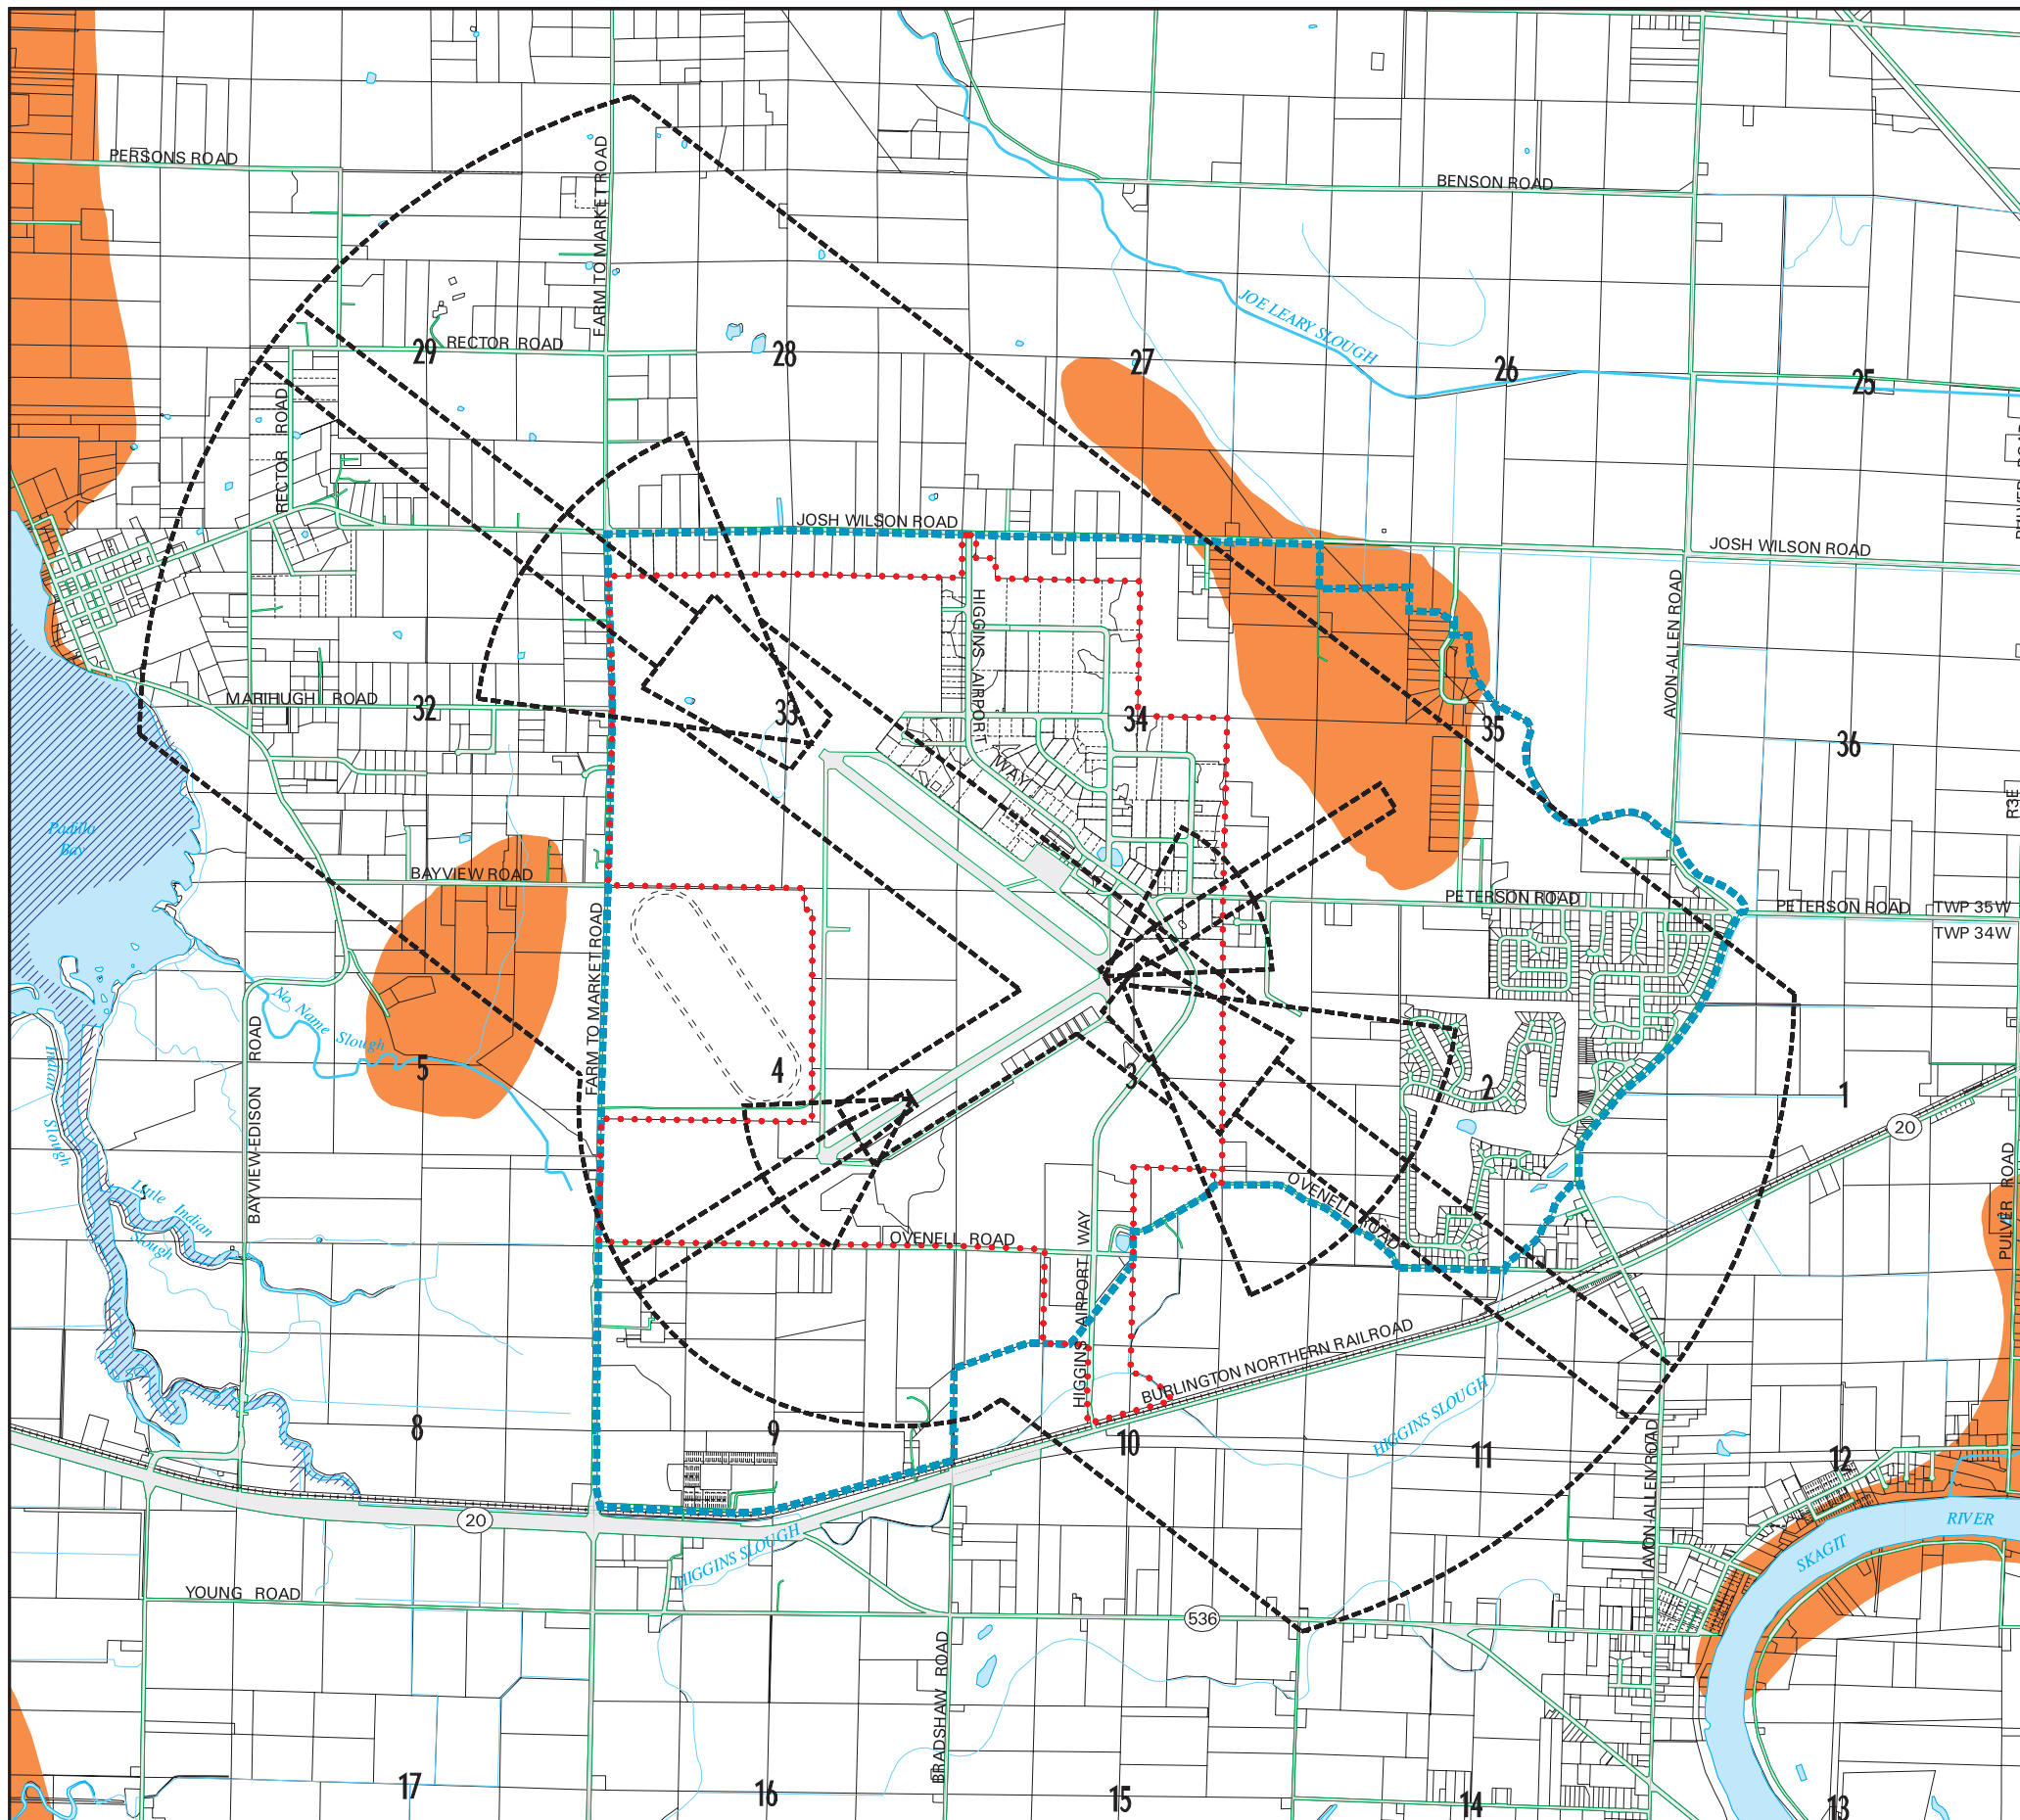 PERSONS ROAD
FARM TO MARKET ROAD
BENSON ROAD
JOE LEARY SLOUGH
29
RECTOR ROAD
28
27
26
25
RECTOR ROAD
JOSH WILSON ROAD
JOSH WILSON ROAD
HIGGINS AIRPORT
WAY
AVON-ALLEN ROAD
MARIHUGH ROAD
32
33
34
35
36
R3E
Padilla
Bay
BAYVIEW ROAD
PETERSON ROAD
PETERSON ROAD
TWP 35W
TWP 34W
FARM TO MARKET ROAD
No Name Slough
Indian
Slough
BAYVIEW-EDISON ROAD
5
4
3
2
1
20
PULVER ROAD
Little Indian
Slough
OVENELL ROAD
OVENELL ROAD
HIGGINS AIRPORT WAY
BURLINGTON NORTHERN RAILROAD
HIGGINS SLOUGH
8
9
10
11
12
AVON-ALLEN ROAD
20
HIGGINS SLOUGH
SKAGIT
RIVER
YOUNG ROAD
536
BRADSHAW ROAD
17
16
15
14
13